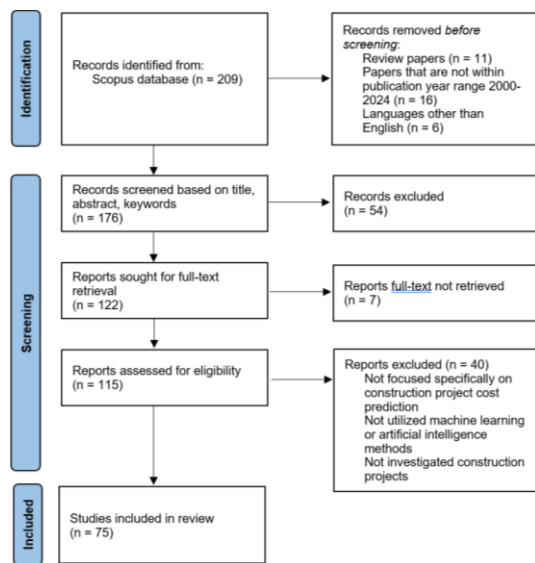 Identification
Records identified from:
Scopus database (n = 209)
Records removed before
screening:
Review papers (n = 11)
Papers that are not within
publication year range 2000-
2024 (n = 16)
Languages other than
English (n = 6)
Screening
Records screened based on title,
abstract, keywords
(n = 176)
Records excluded
(n = 54)
Reports sought for full-text
retrieval
(n = 122)
Reports full-text not retrieved
(n = 7)
Reports assessed for eligibility
(n = 115)
Reports excluded (n = 40)
Not focused specifically on
construction project cost
prediction
Not utilized machine learning
or artificial intelligence
methods
Not investigated construction
projects
Included
Studies included in review
(n = 75)